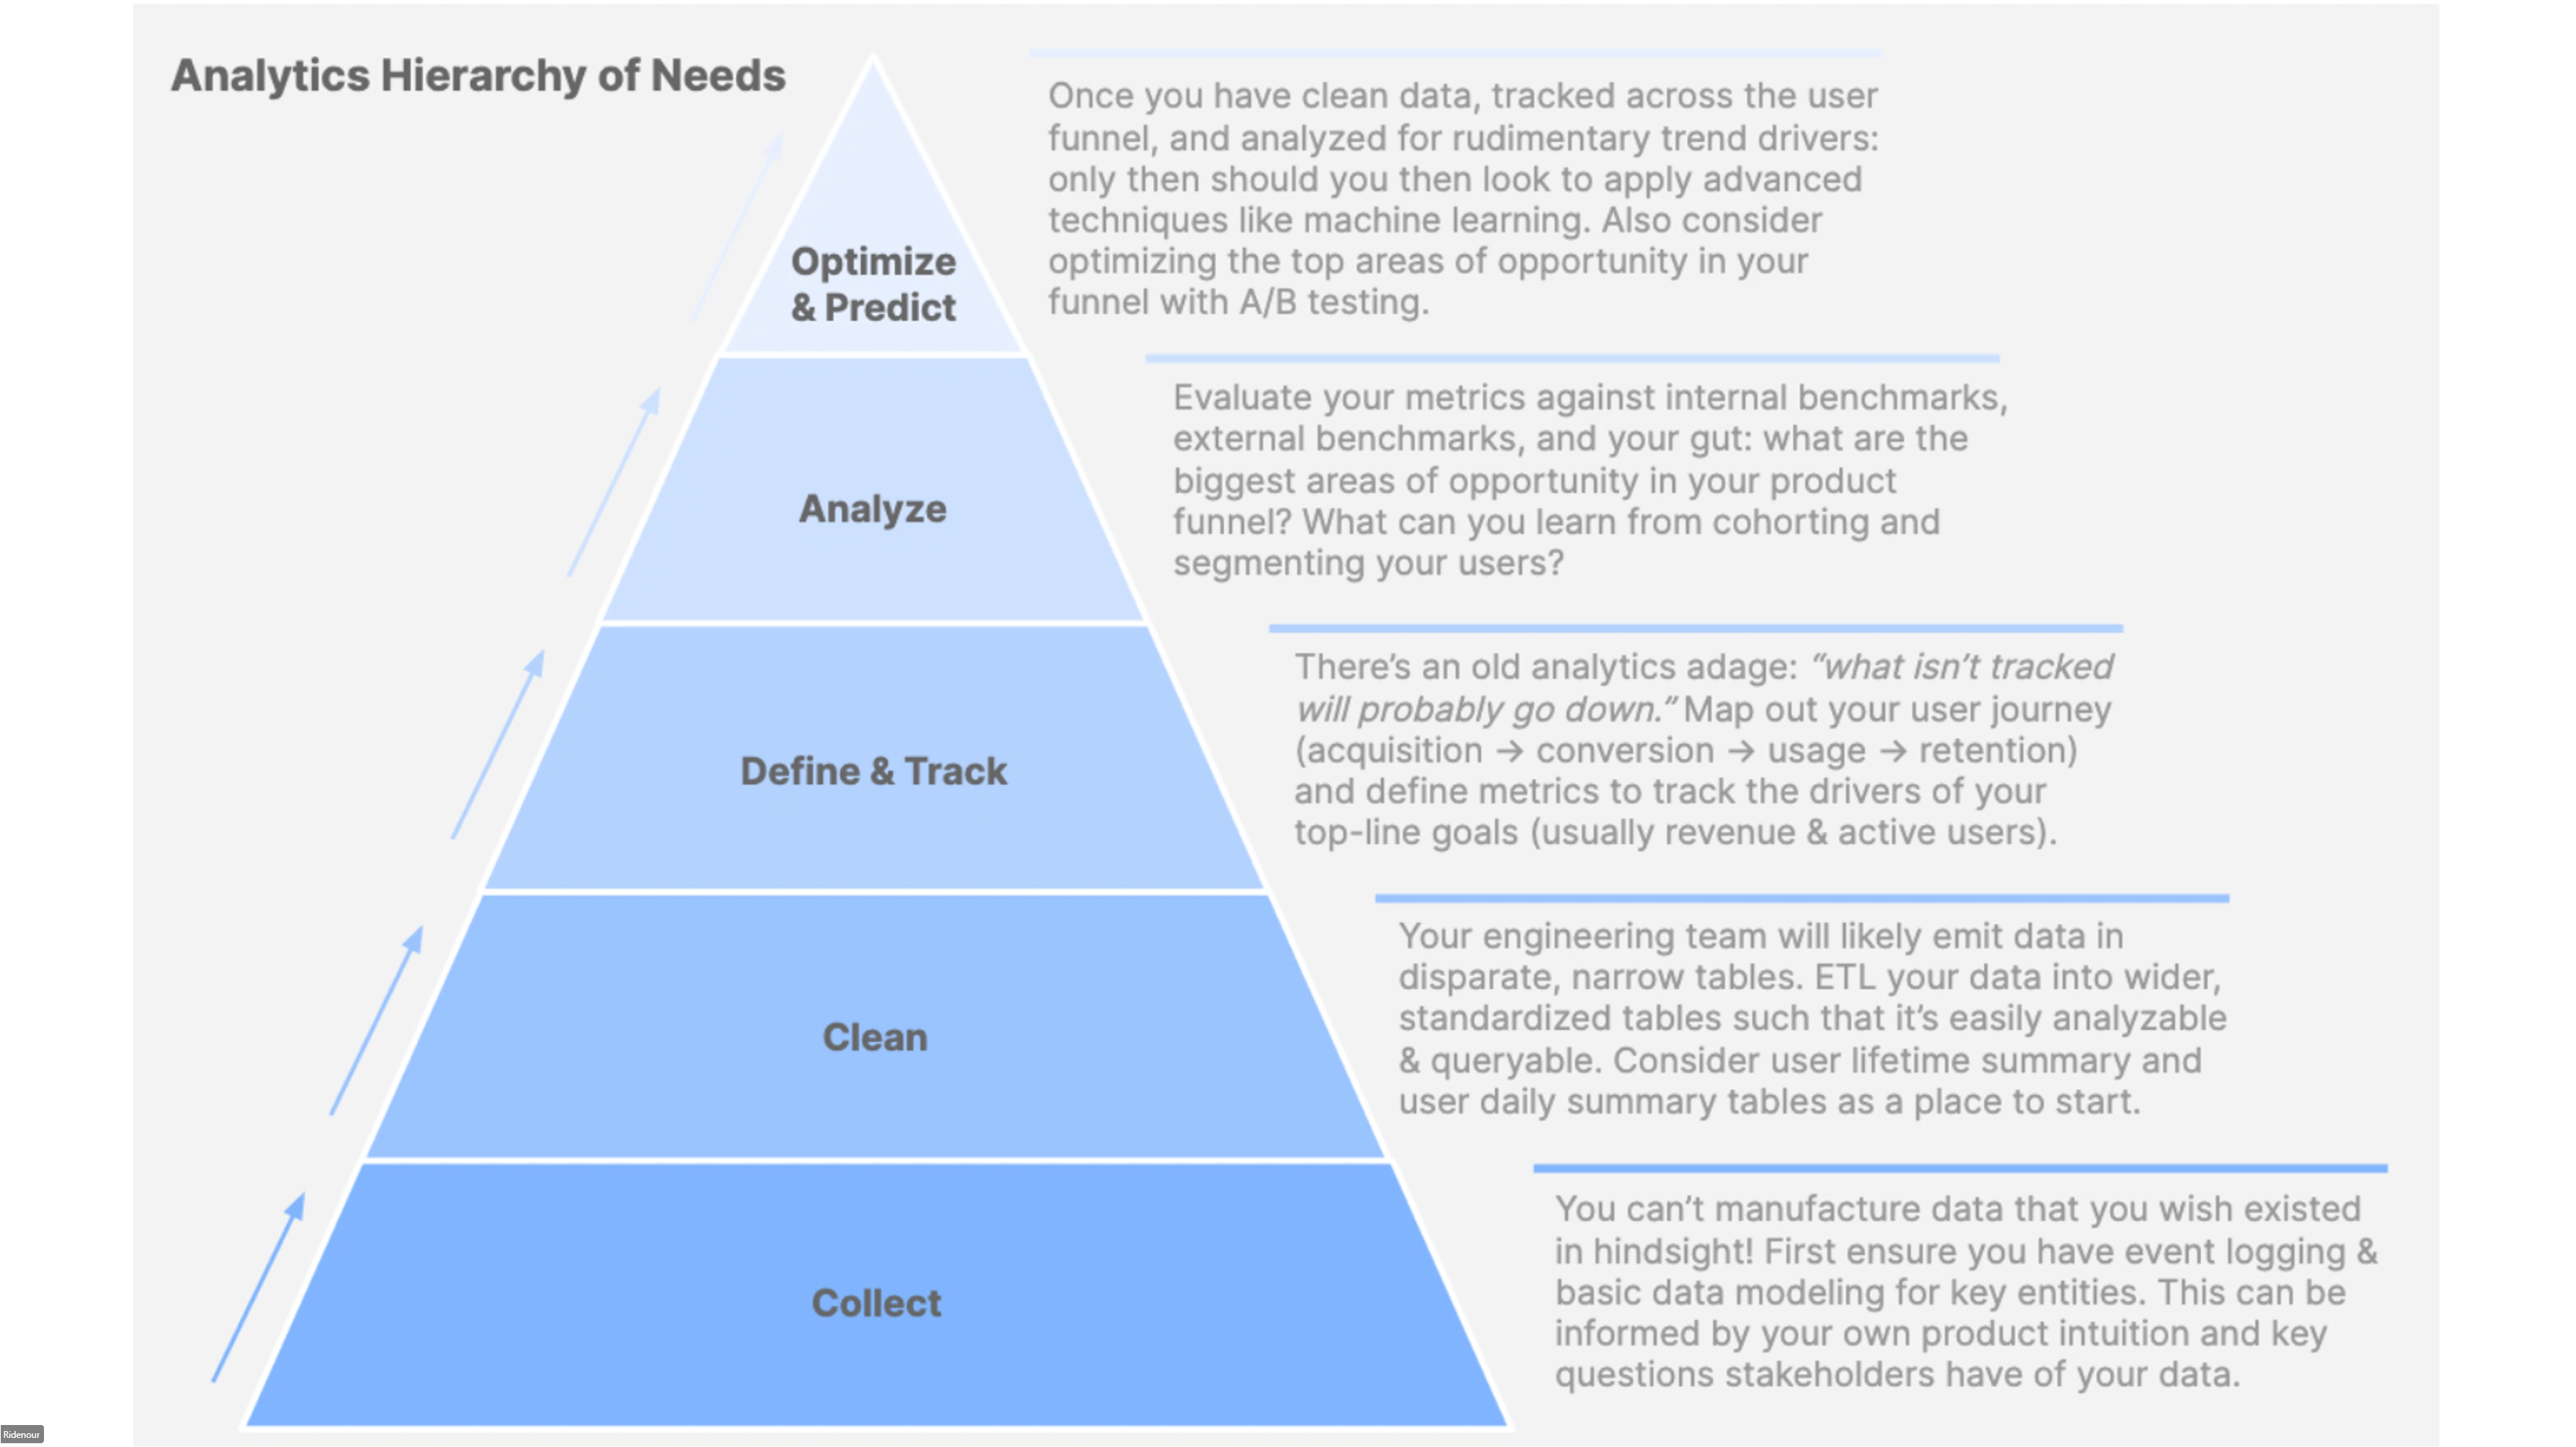 Analytics Hierarchy of Needs
Optimize
& Predict
Once you have clean data, tracked across the user
funnel, and analyzed for rudimentary trend drivers:
only then should you then look to apply advanced
techniques like machine learning. Also consider
optimizing the top areas of opportunity in your
funnel with A/B testing.
Analyze
Evaluate your metrics against internal benchmarks,
external benchmarks, and your gut: what are the
biggest areas of opportunity in your product
funnel? What can you learn from cohorting and
segmenting your users?
Define & Track
There’s an old analytics adage: “what isn’t tracked
will probably go down.” Map out your user journey
(acquisition → conversion → usage → retention)
and define metrics to track the drivers of your
top-line goals (usually revenue & active users).
Clean
Your engineering team will likely emit data in
disparate, narrow tables. ETL your data into wider,
standardized tables such that it’s easily analyzable
& queryable. Consider user lifetime summary and
user daily summary tables as a place to start.
Collect
You can’t manufacture data that you wish existed
in hindsight! First ensure you have event logging &
basic data modeling for key entities. This can be
informed by your own product intuition and key
questions stakeholders have of your data.
Ridenour